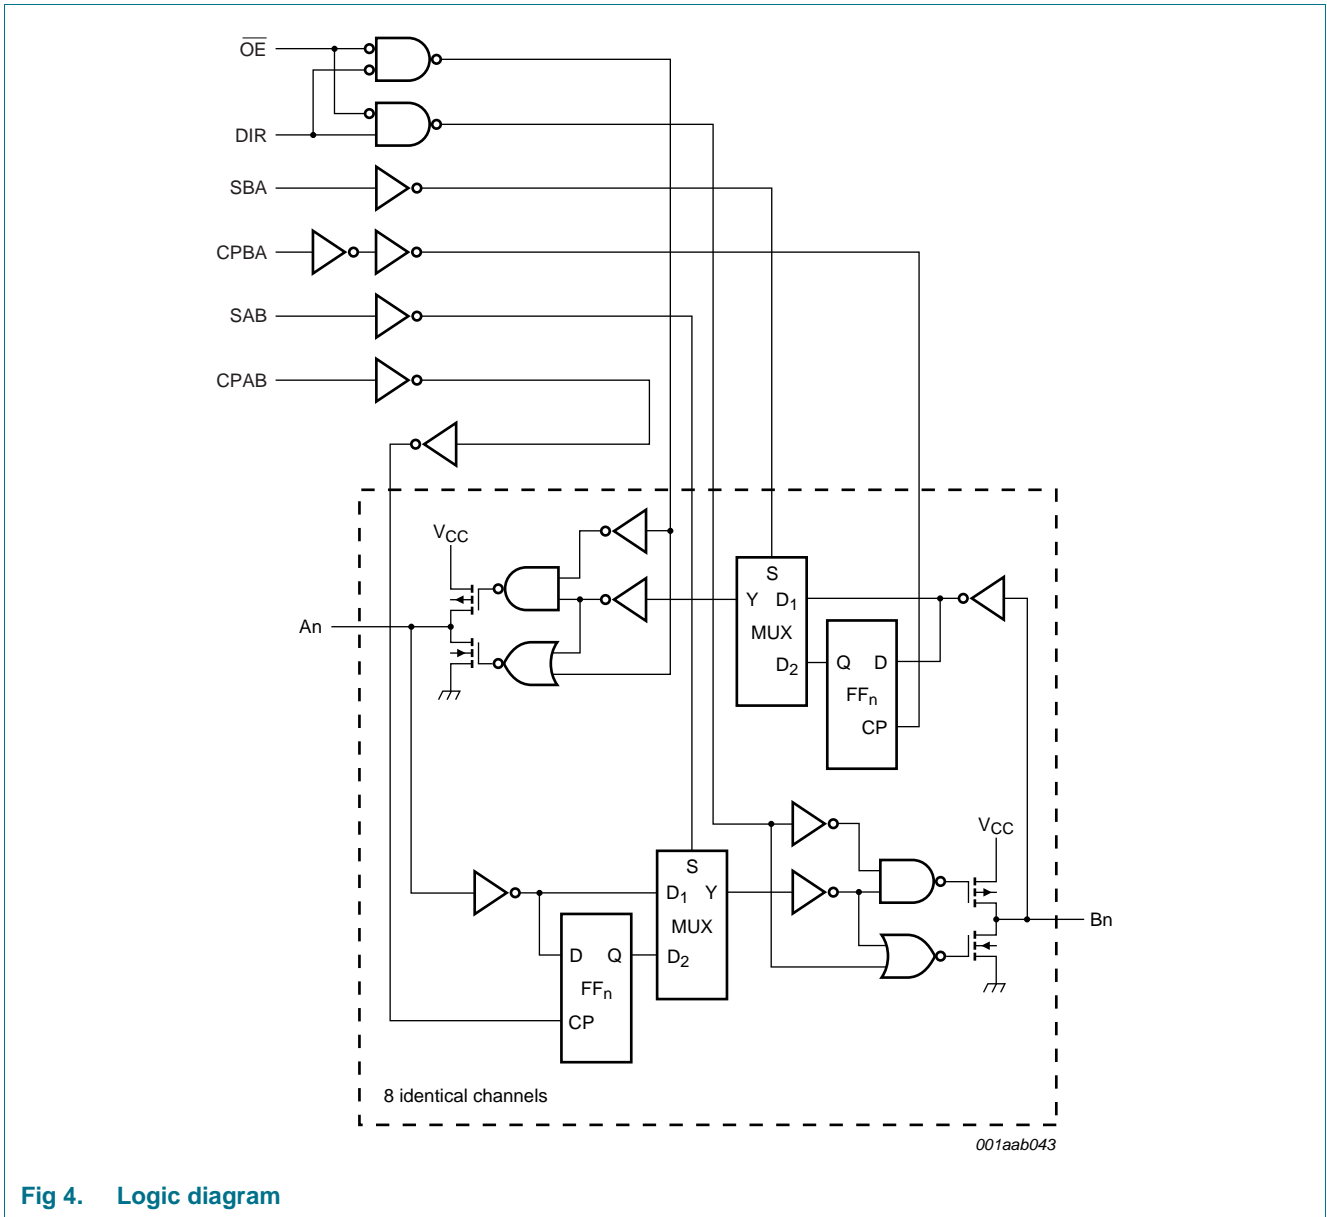 OE
DIR
SBA
CPBA
SAB
CPAB
VCC
An
S
Y D1
MUX
D2
Q D
FFn
CP
VCC
S
D1 Y
MUX
D2
D Q
FFn
CP
Bn
8 identical channels
001aab043
Fig 4. Logic diagram